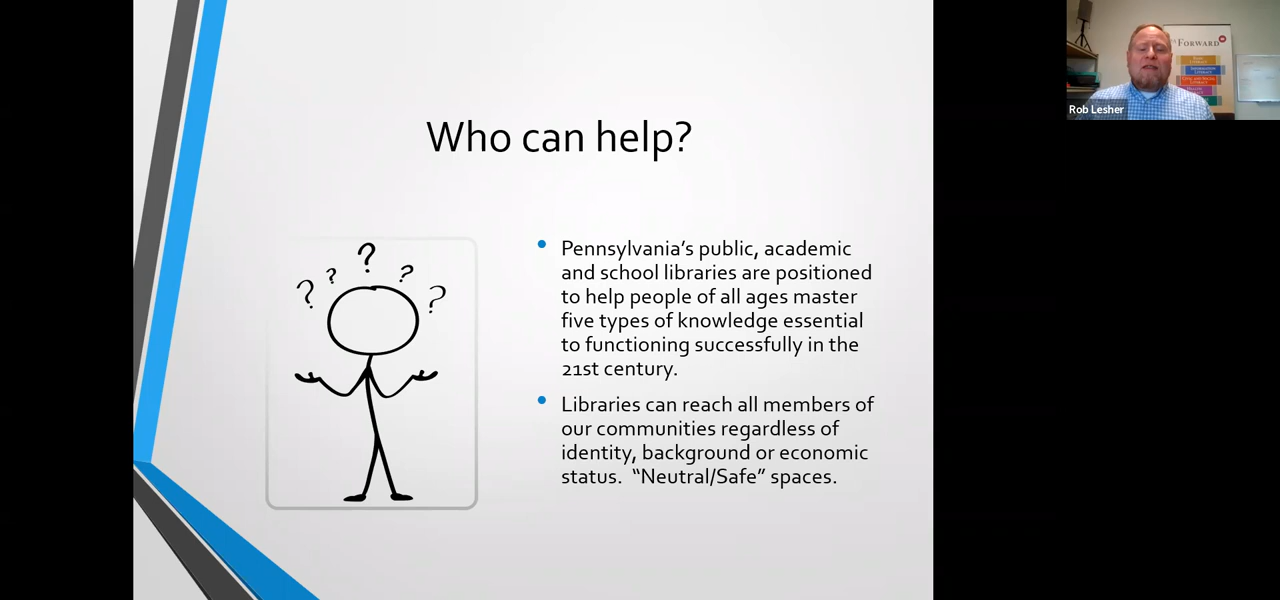 Who can help?
?
?
?
?
?
• Pennsylvania’s public, academic
and school libraries are positioned
to help people of all ages master
five types of knowledge essential
to functioning successfully in the
21st century.
• Libraries can reach all members of
our communities regardless of
identity, background or economic
status.  “Neutral/Safe” spaces.
FORWARD
Rob Lesher